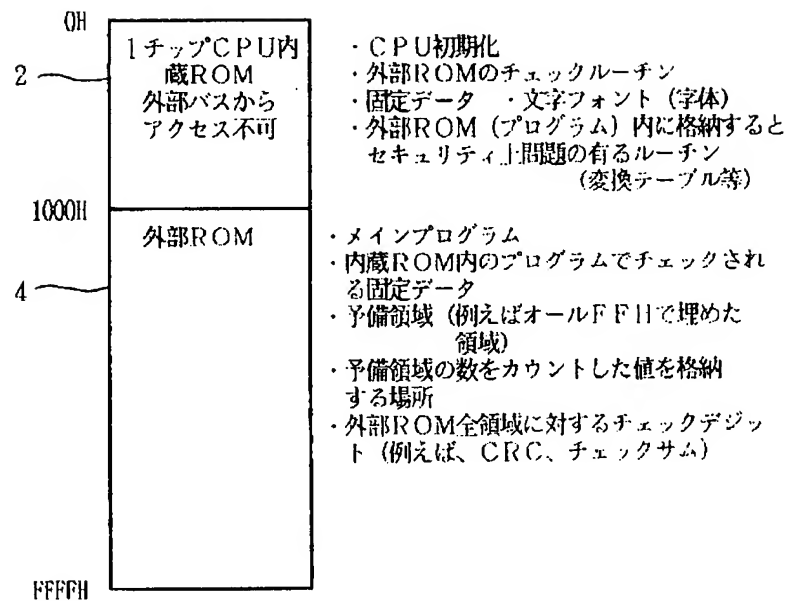 0H
1チップCPU内
蔵ROM
外部バスから
アクセス不可
2
・CPU初期化
・外部ROMのチェックルーチン
・固定データ ・文字フォント(字体)
・外部ROM(プログラム)内に格納すると
セキュリティ上問題の有るルーチン
(変換テーブル等)
1000H
外部ROM
4
・メインプログラム
・内蔵ROM内のプログラムでチェックされ
る固定データ
・予備領域(例えばオールFFHで埋めた
領域)
・予備領域の数をカウントした値を格納
する場所
・外部ROM全領域に対するチェックデジッ
ト(例えば、CRC、チェックサム)
FFFFH